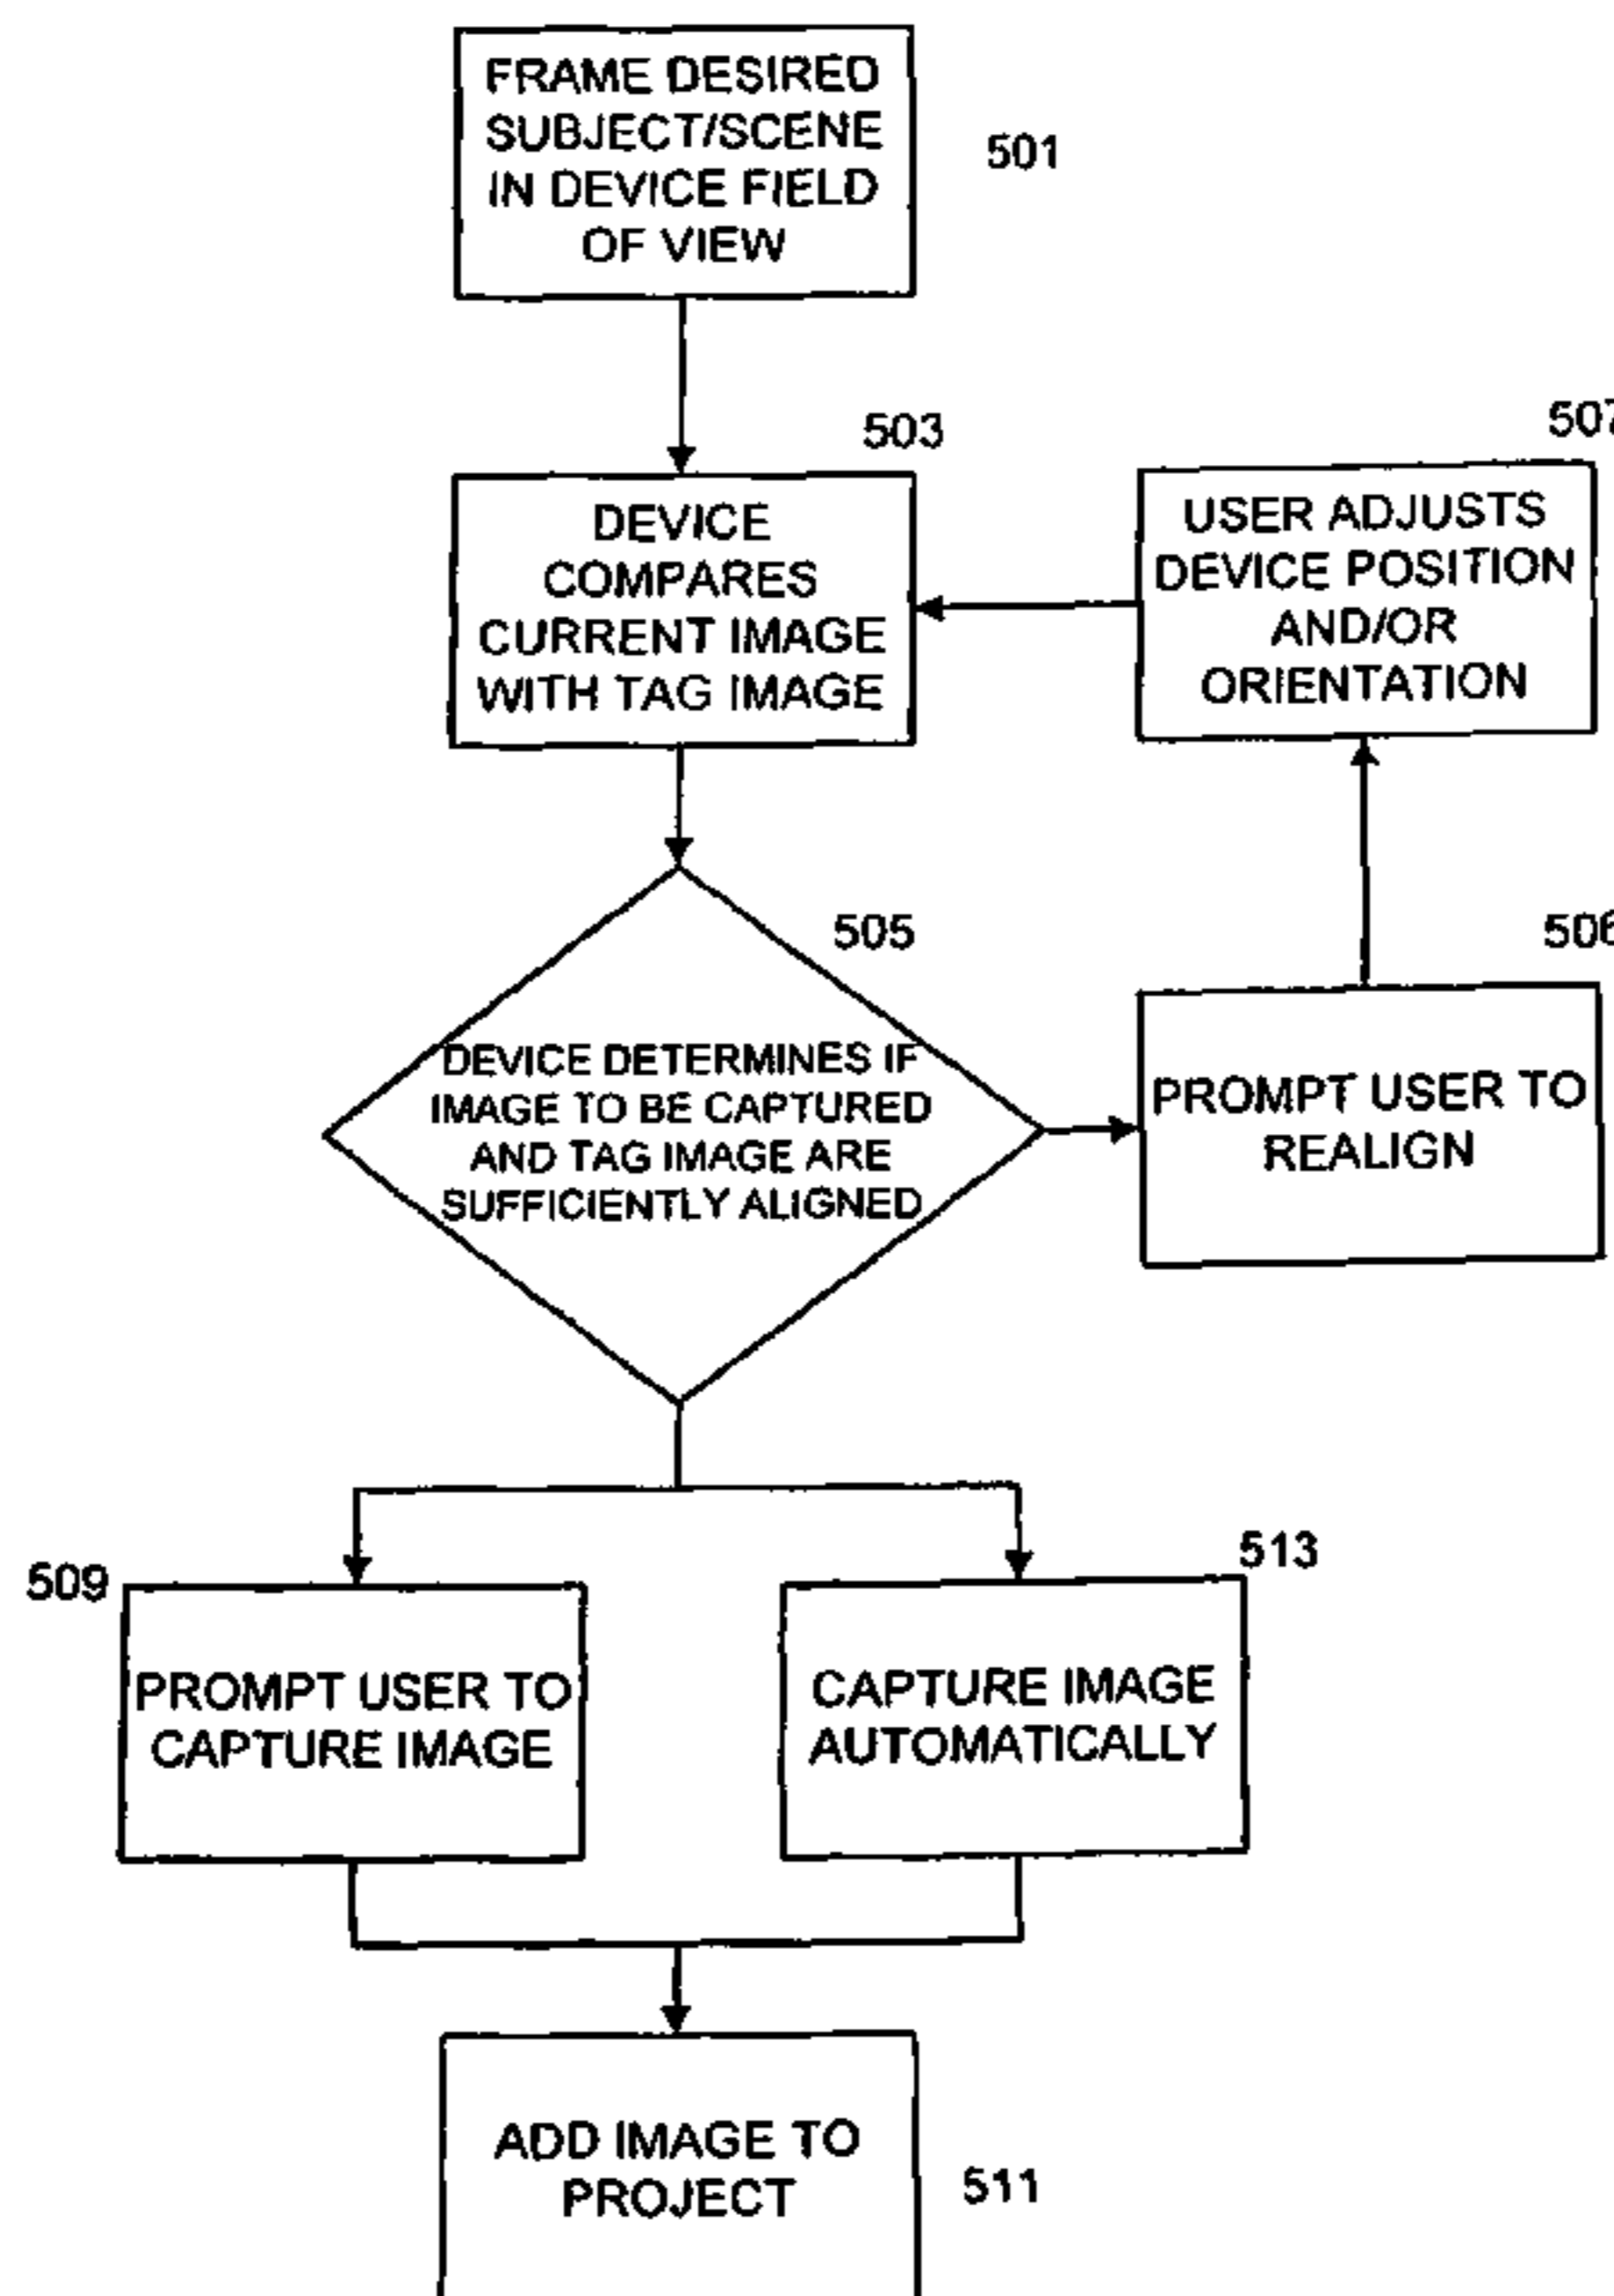 FRAME DESIRED
SUBJECT/SCENE
IN DEVICE FIELD
OF VIEW
501
503
DEVICE
COMPARES
CURRENT IMAGE
WITH TAG IMAGE
507
USER ADJUSTS
DEVICE POSITION
AND/OR
ORIENTATION
505
DEVICE DETERMINES IF
IMAGE TO BE CAPTURED
AND TAG IMAGE ARE
SUFFICIENTLY ALIGNED
506
PROMPT USER TO
REALIGN
509
PROMPT USER TO
CAPTURE IMAGE
513
CAPTURE IMAGE
AUTOMATICALLY
ADD IMAGE TO
PROJECT
511